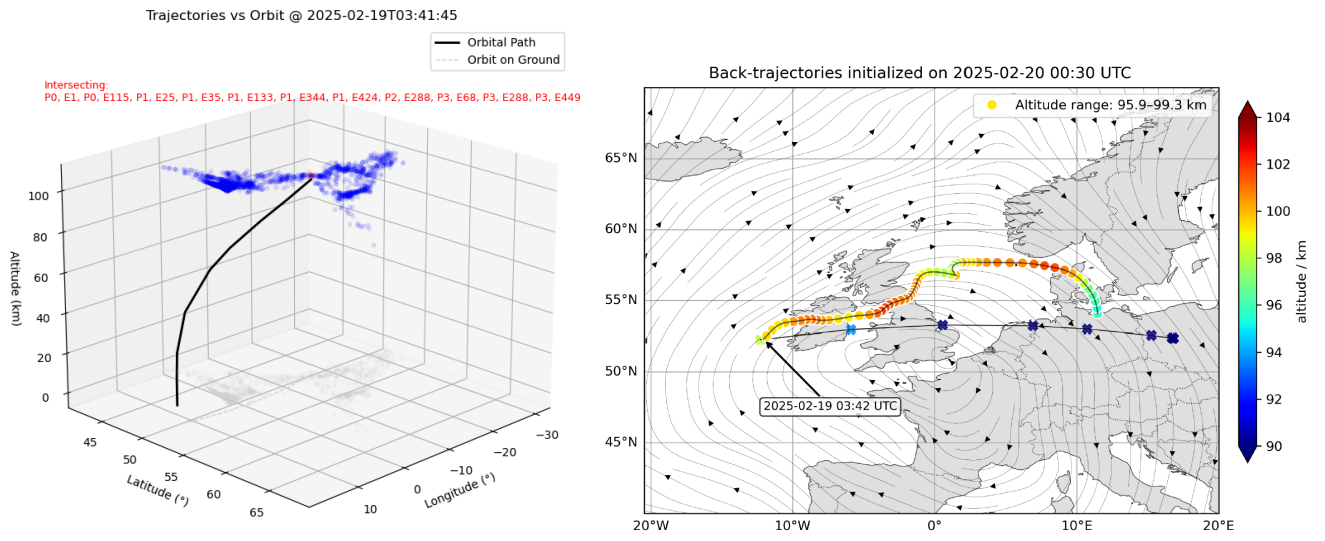 Trajectories vs Orbit @ 2025-02-19T03:41:45
Orbital Path
Orbit on Ground
Intersecting:
P0, E1, P0, E115, P1, E25, P1, E35, P1, E133, P1, E344, P1, E424, P2, E288, P3, E68, P3, E288, P3, E449
100
80
60
40
20
0
Altitude (km)
45
50
55
60
65
Latitude (°)
10
0
−10
−20
−30
Longitude (°)
Back-trajectories initialized on 2025-02-20 00:30 UTC
Altitude range: 95.9–99.3 km
65°N
60°N
55°N
50°N
45°N
2025-02-19 03:42 UTC
20°W
10°W
0°
10°E
20°E
104
102
100
98
96
94
92
90
altitude / km